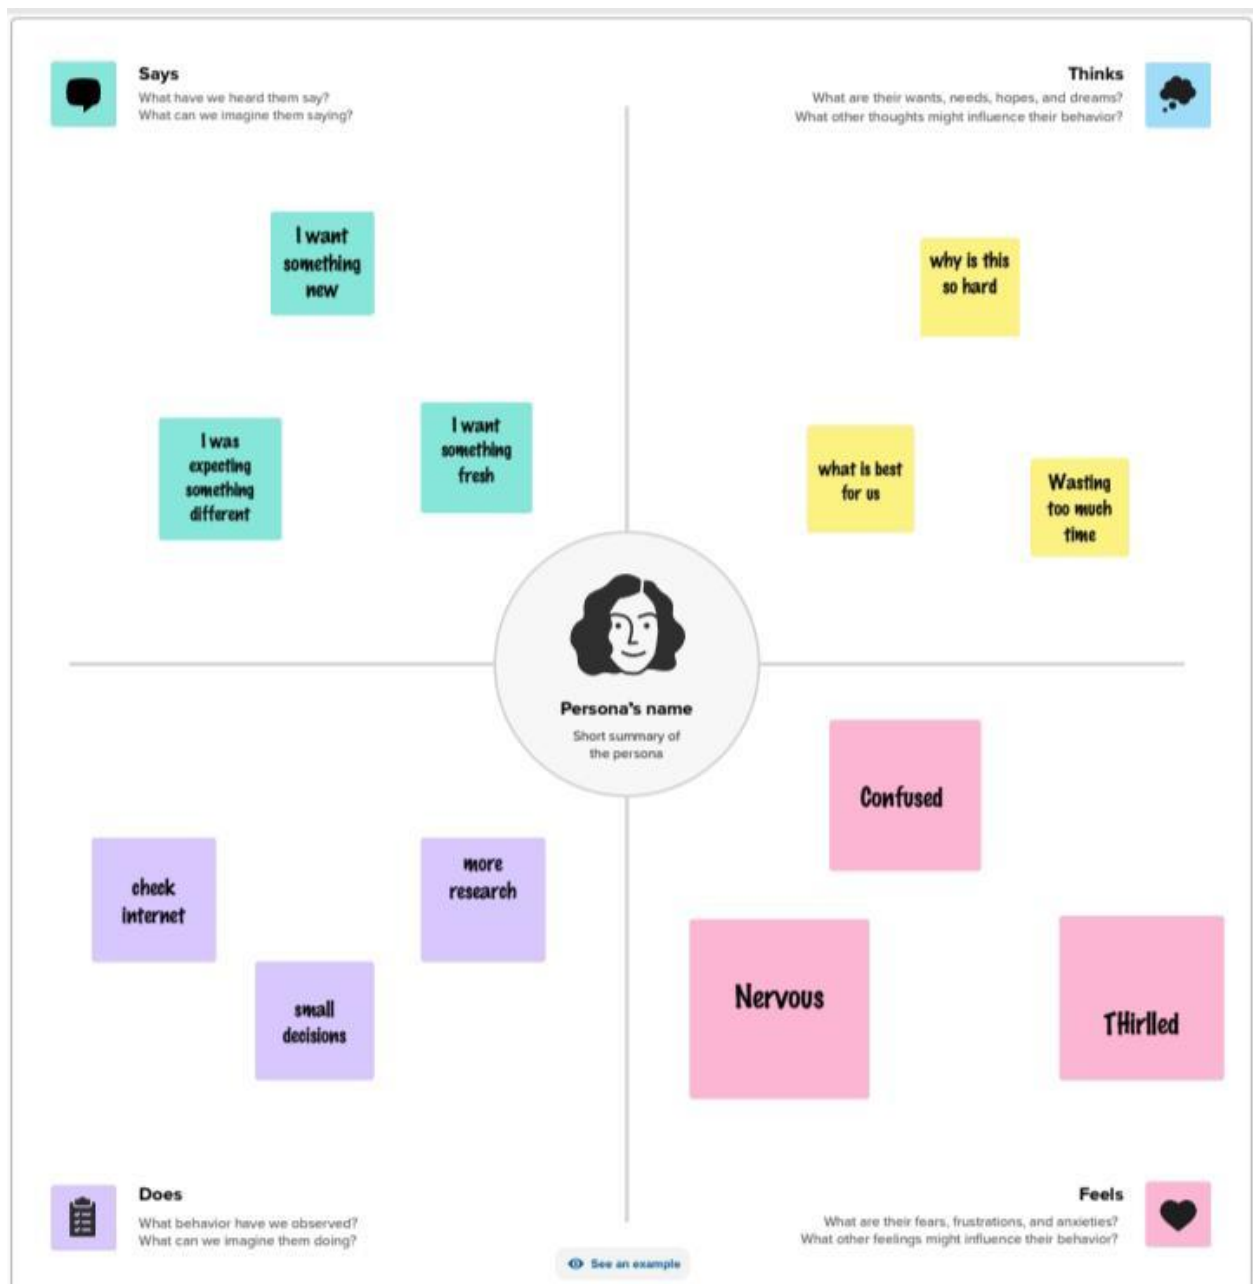 Says
What have we heard them say?
What can we imagine them saying?
Thinks
What are their wants, needs, hopes, and dreams?
What other thoughts might influence their behavior?
I want
something
new
I was
expecting
something
different
I want
something
fresh
why is this
so hard
what is best
for us
Wasting
too much
time
Persona's name
Short summary of
the persona
check
internet
more
research
small
decisions
Confused
Nervous
THirlled
Does
What behavior have we observed?
What can we imagine them doing?
Feels
What are their fears, frustrations, and anxieties?
What other feelings might influence their behavior?
See an example